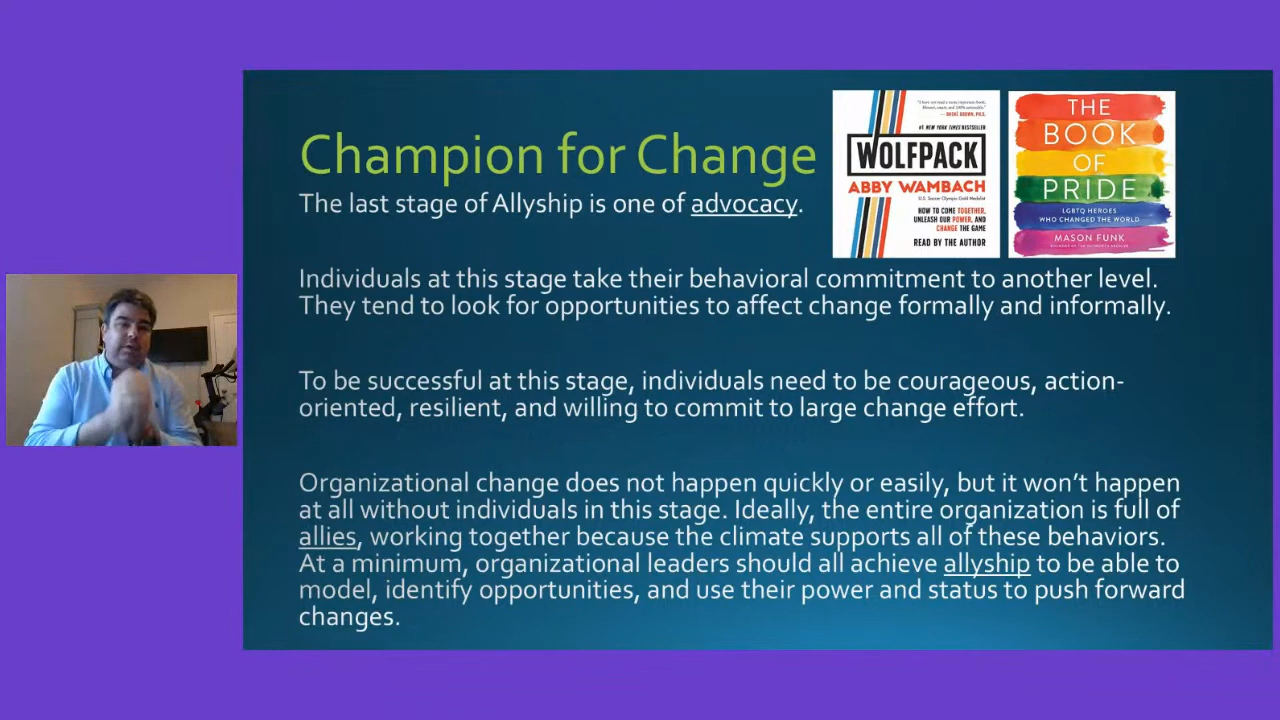 Champion for Change
The last stage of Allyship is one of advocacy.
#1 NEW YORK TIMES BESTSELLER
WOLFPACK
ABBY WAMBACH
U.S. Soccer Olympic Gold Medalist
HOW TO COME TOGETHER,
UNLEASH OUR POWER, AND
CHANGE THE GAME
READ BY THE AUTHOR
THE
BOOK
OF
PRIDE
LGBTQ HEROES
WHO CHANGED THE WORLD
MASON FUNK
Individuals at this stage take their behavioral commitment to another level.
They tend to look for opportunities to affect change formally and informally.
To be successful at this stage, individuals need to be courageous, action-
oriented, resilient, and willing to commit to large change effort.
Organizational change does not happen quickly or easily, but it won’t happen
at all without individuals in this stage. Ideally, the entire organization is full of
allies, working together because the climate supports all of these behaviors.
At a minimum, organizational leaders should all achieve allyship to be able to
model, identify opportunities, and use their power and status to push forward
changes.